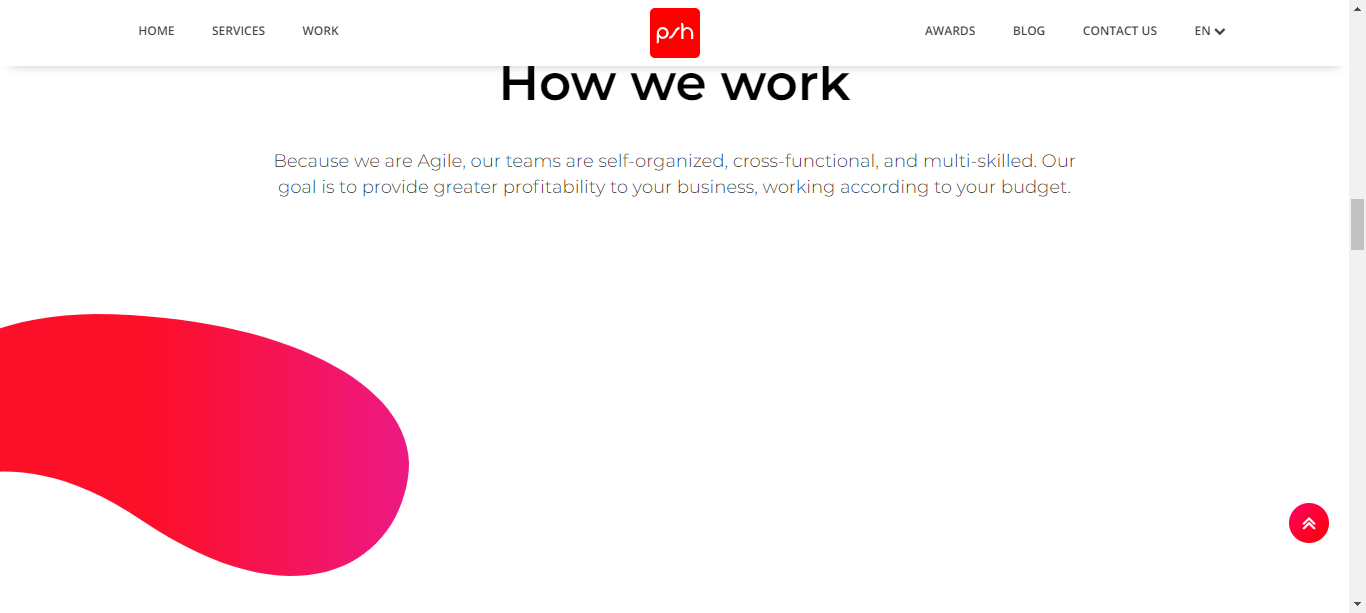 HOME SERVICES WORK psh AWARDS BLOG CONTACT US EN
How we work
Because we are Agile, our teams are self-organized, cross-functional, and multi-skilled. Our
goal is to provide greater profitability to your business, working according to your budget.